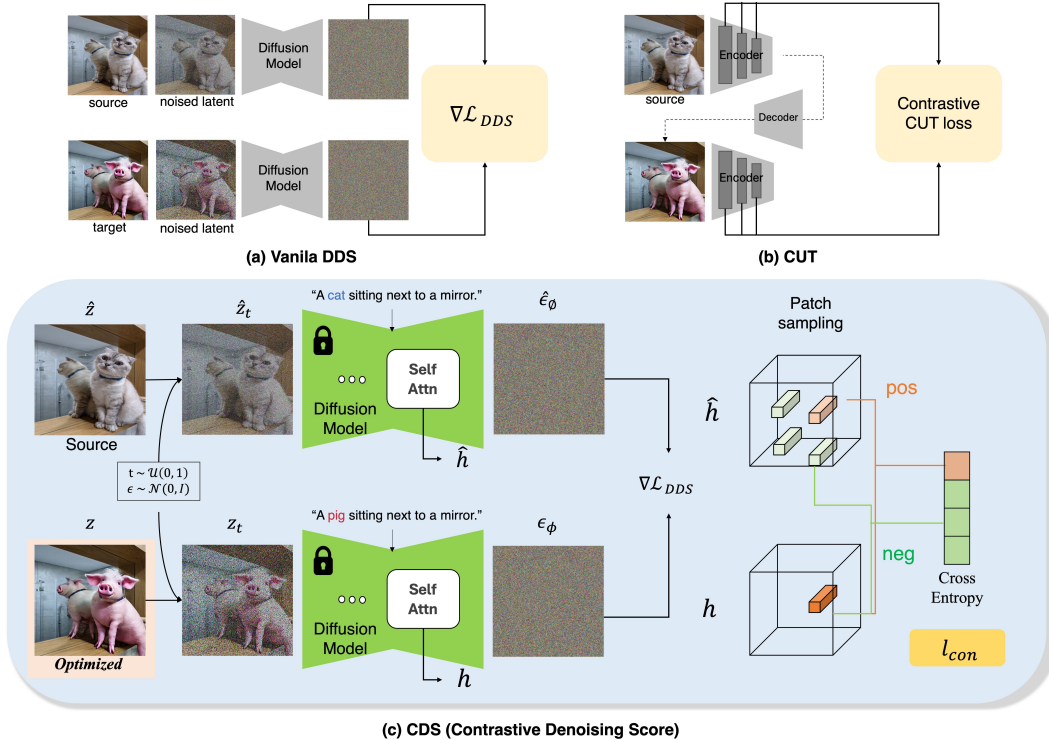 source
noised latent
Diffusion
Model
∇ℒ_DDS
target
noised latent
Diffusion
Model
(a) Vanila DDS
Encoder
source
Decoder
Encoder
Contrastive
CUT loss
(b) CUT
ẑ
ẑ_t
"A cat sitting next to a mirror."
ε̂_ϕ
Self
Attn
Diffusion
Model
ĥ
Source
t ~ 𝒰(0, 1)
ϵ ~ 𝒩(0, I)
z
z_t
"A pig sitting next to a mirror."
ϵ_ϕ
Self
Attn
Diffusion
Model
h
Optimized
∇ℒ_DDS
Patch
sampling
ĥ
pos
neg
h
Cross
Entropy
l_con
(c) CDS (Contrastive Denoising Score)